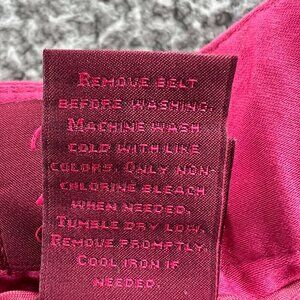 REMOVE BELT
BEFORE WASHING.
MACHINE WASH
COLD WITH LIKE
COLORS. ONLY NON-
CHLORINE BLEACH
WHEN NEEDED.
TUMBLE DRY LOW.
REMOVE PROMPTLY.
COOL IRON IF
NEEDED.